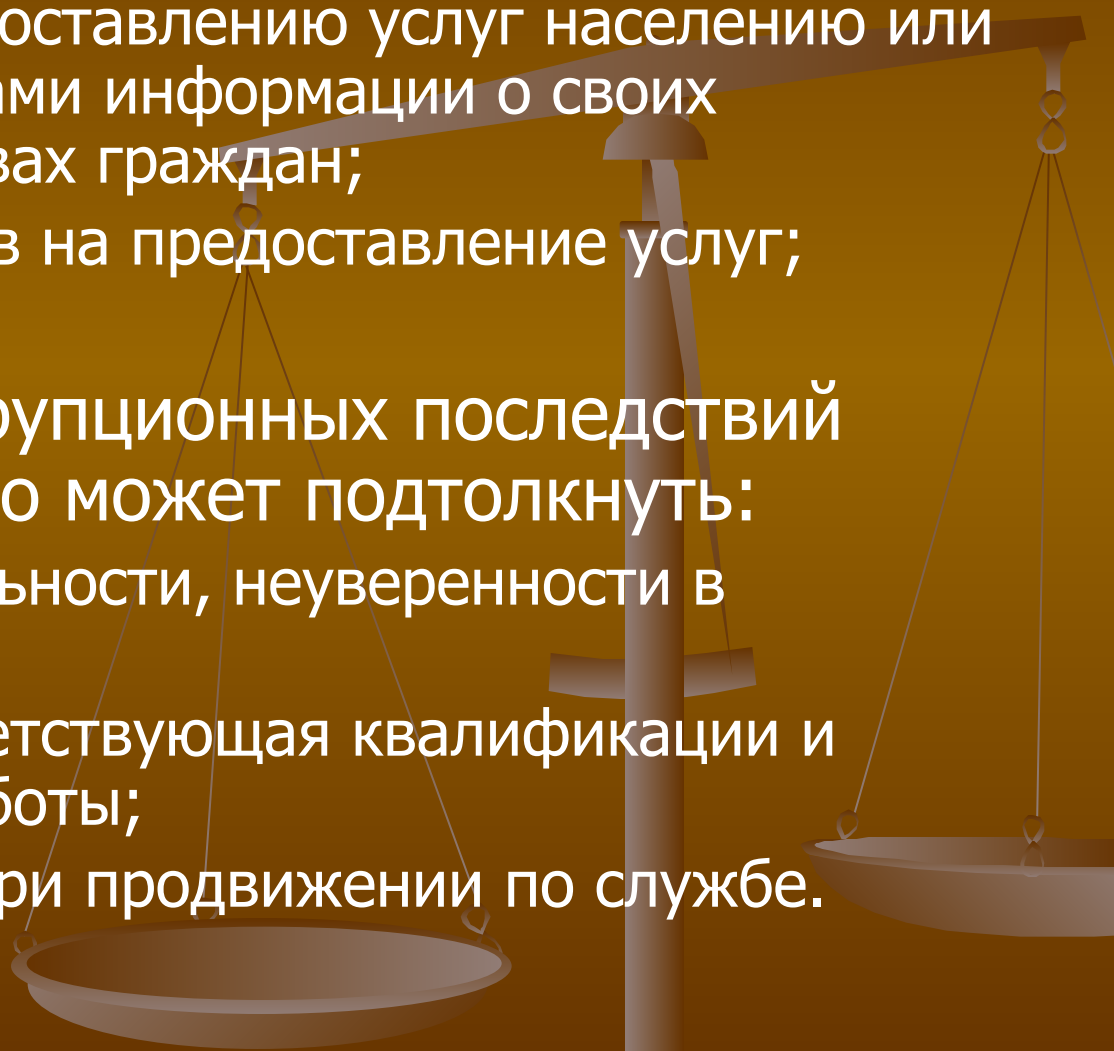 оставлению услуг населению или
ами информации о своих
вах граждан;
в на предоставление услуг;
рупционных последствий
о может подтолкнуть:
ьности, неуверенности в
етствующая квалификации и
боты;
ри продвижении по службе.